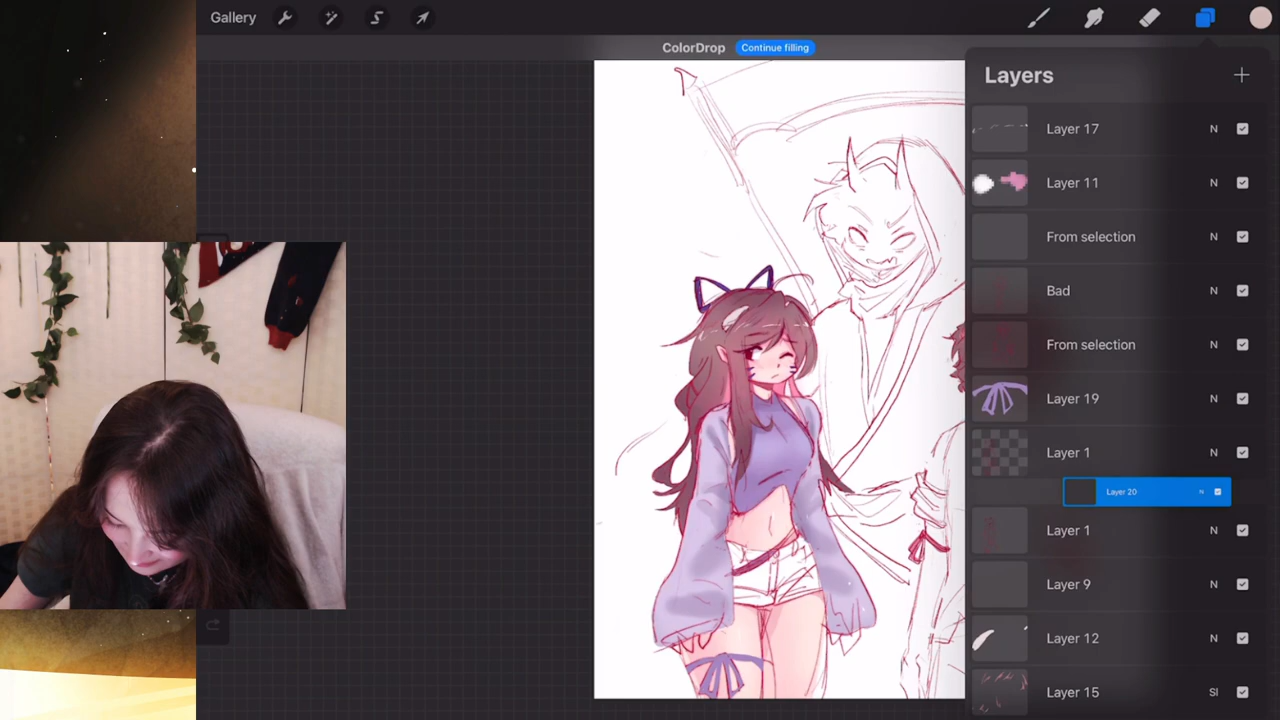 Gallery
ColorDrop Continue filling
Layers
Layer 17 N
Layer 11 N
From selection N
Bad N
From selection N
Layer 19 N
Layer 1 N
Layer 20 N
Layer 1 N
Layer 9 N
Layer 12 N
Layer 15 SI